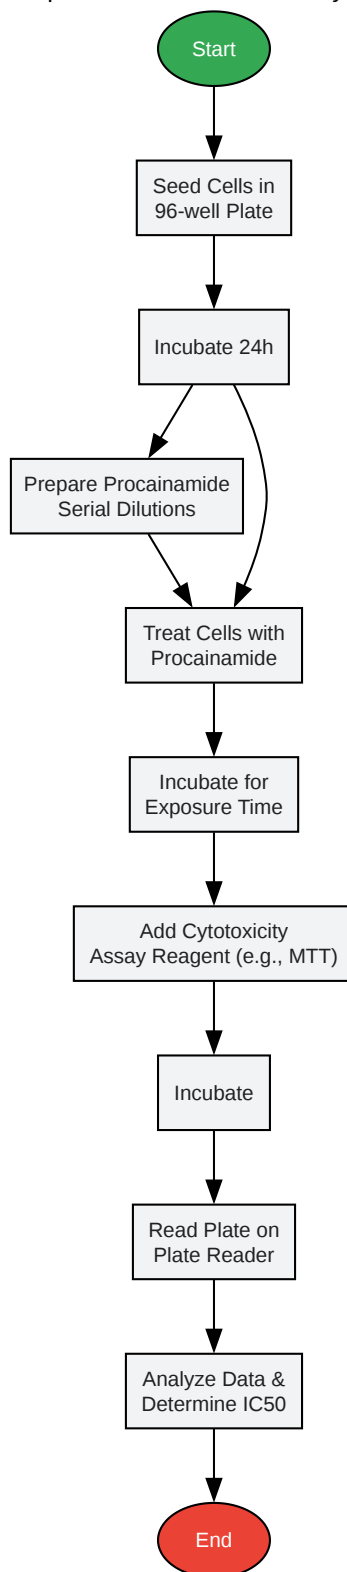 Start
Seed Cells in
96-well Plate
Incubate 24h
Prepare Procainamide
Serial Dilutions
Treat Cells with
Procainamide
Incubate for
Exposure Time
Add Cytotoxicity
Assay Reagent (e.g., MTT)
Incubate
Read Plate on
Plate Reader
Analyze Data &
Determine IC50
End